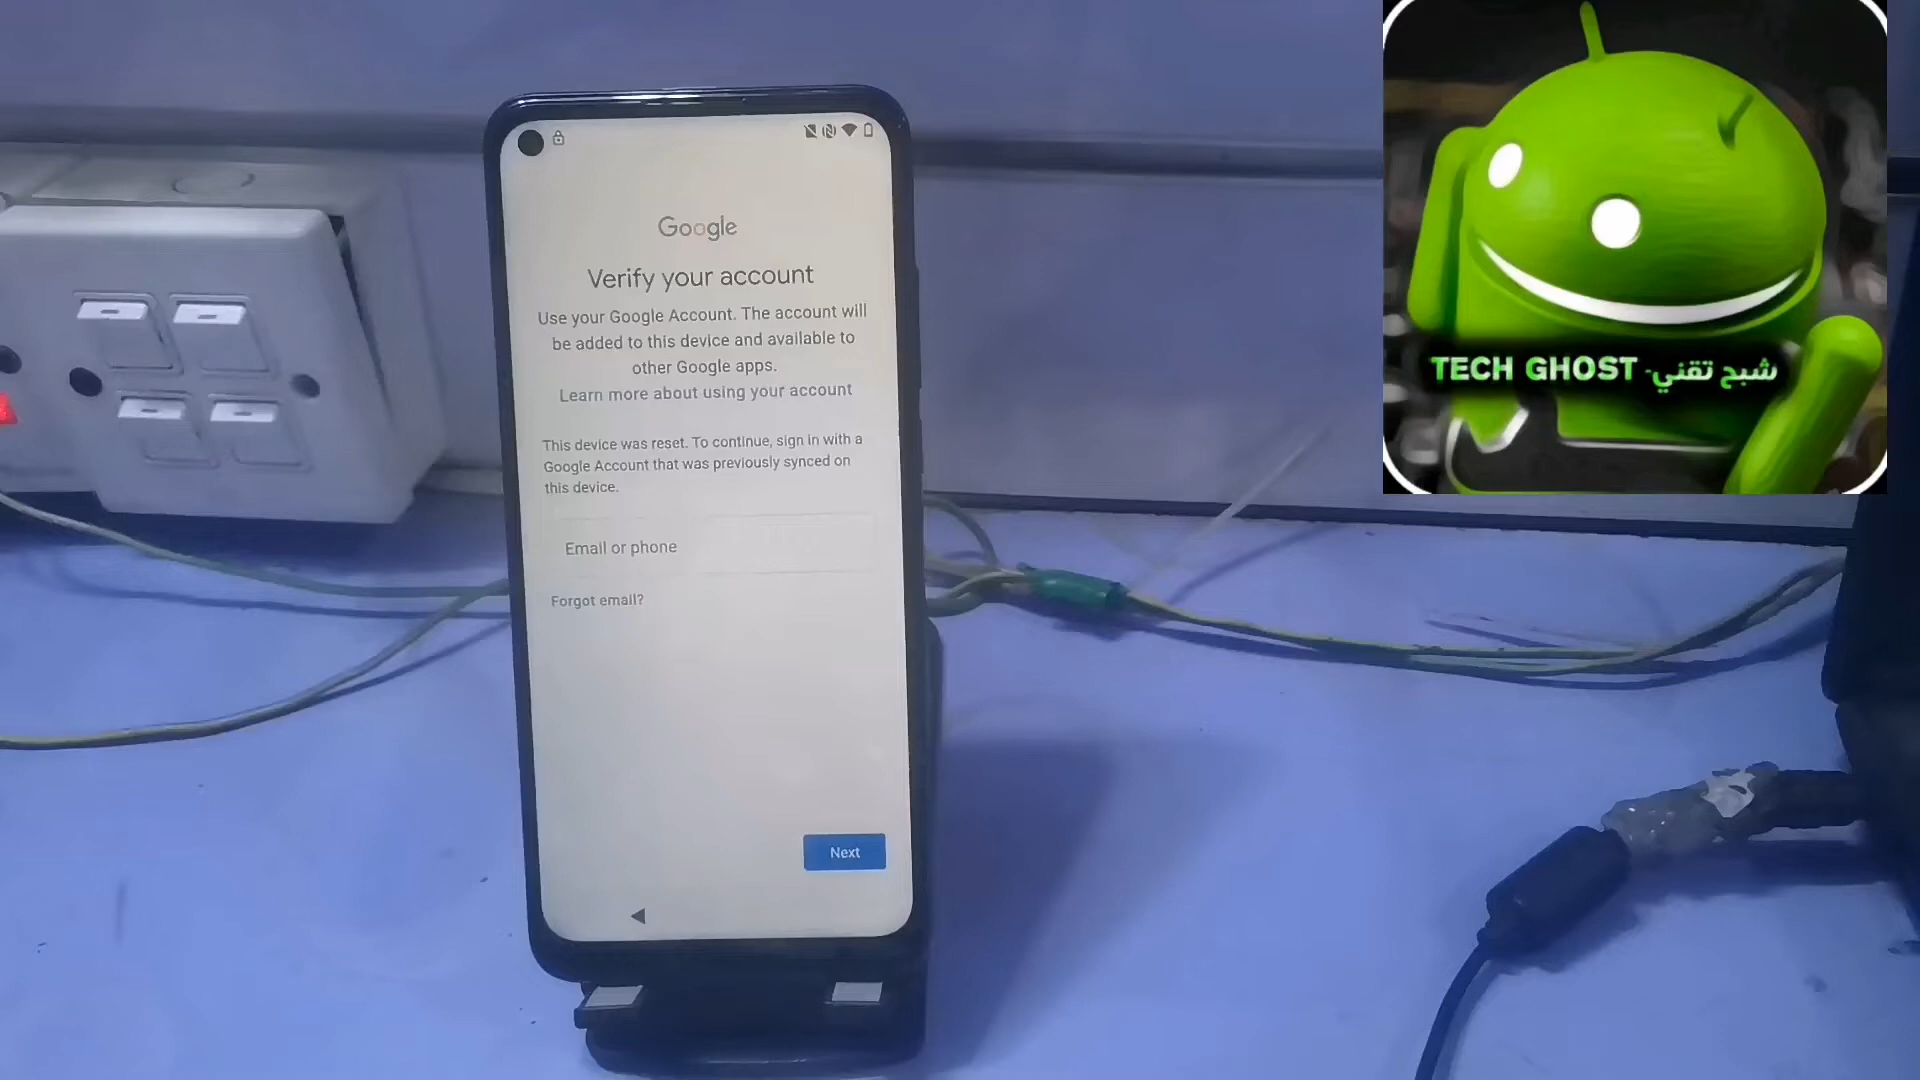 Google
Verify your account
Use your Google Account. The account will
be added to this device and available to
other Google apps.
Learn more about using your account
This device was reset. To continue, sign in with a
Google Account that was previously synced on
this device.
Email or phone
Forgot email?
Next
TECH GHOST - شبح تقني